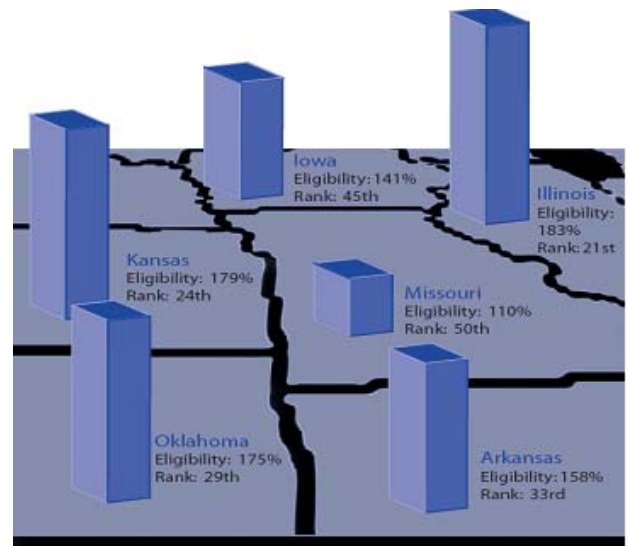 Iowa
Eligibility: 141%
Rank: 45th
Illinois
Eligibility:
183%
Rank: 21st
Kansas
Eligibility: 179%
Rank: 24th
Missouri
Eligibility: 110%
Rank: 50th
Oklahoma
Eligibility: 175%
Rank: 29th
Arkansas
Eligibility: 158%
Rank: 33rd